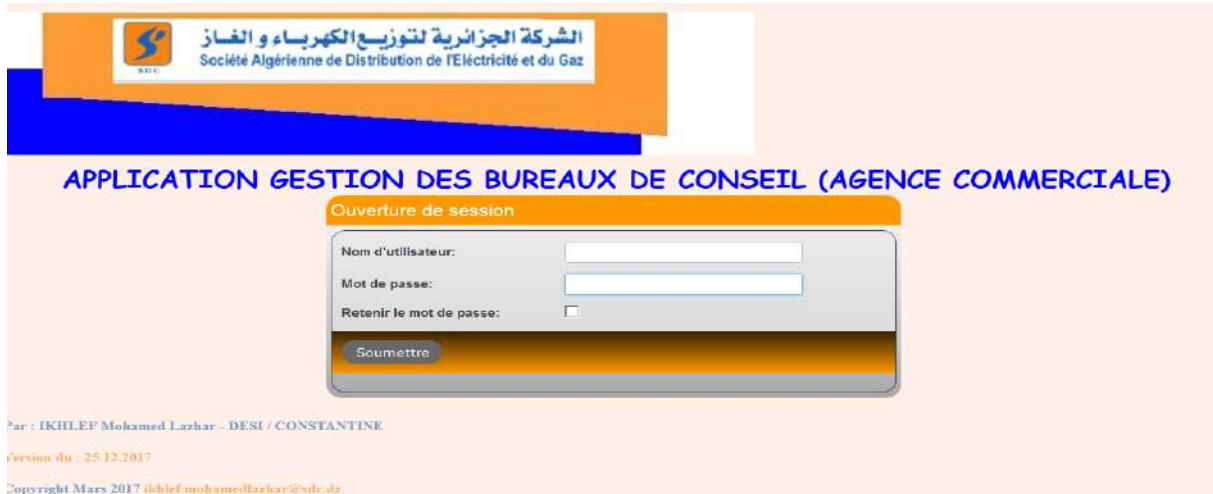 الشركة الجزائرية لتوزيع الكهرباء و الغاز
Société Algérienne de Distribution de l'Eléctricité et du Gaz
SDC
APPLICATION GESTION DES BUREAUX DE CONSEIL (AGENCE COMMERCIALE)
Ouverture de session
Nom d'utilisateur:
Mot de passe:
Retenir le mot de passe:
Soumettre
Par : IKHLEF Mohamed Lazhar - DESI / CONSTANTINE
Version du : 25.12.2017
Copyright Mars 2017 ikhlef.mohamedlazhar@sdc.dz